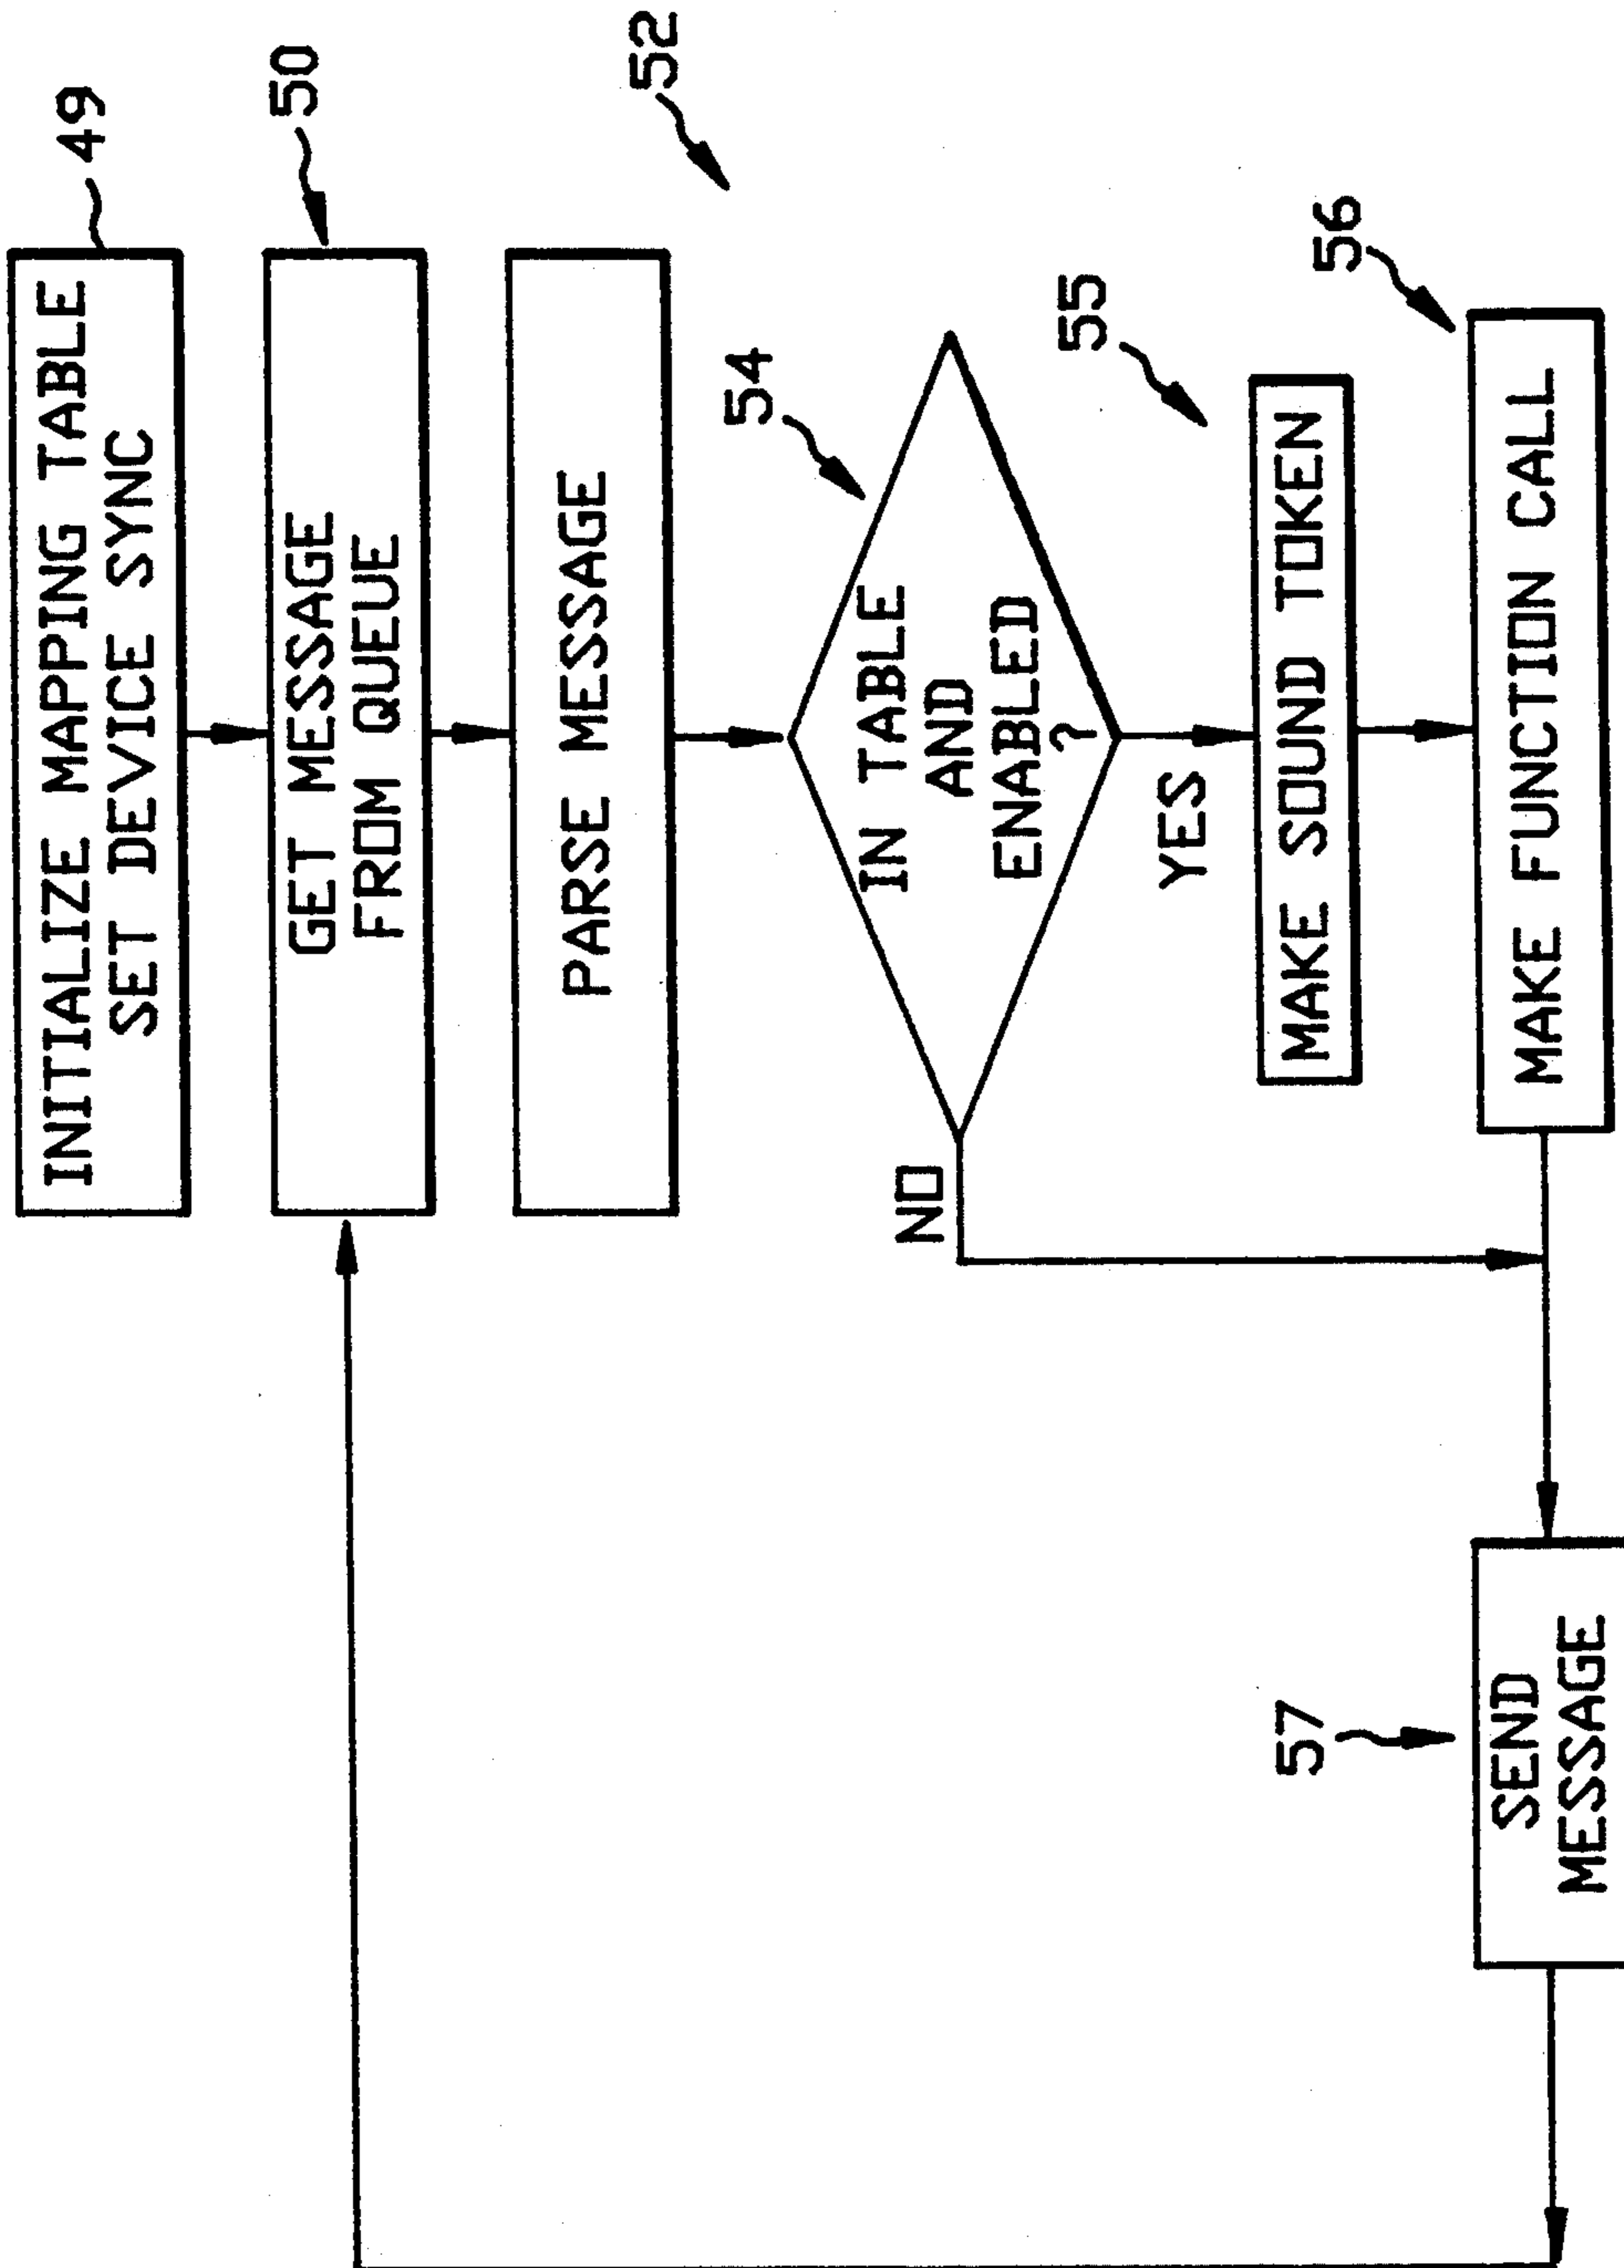 INITIALIZE MAPPING TABLE
SET DEVICE SYNC
49
GET MESSAGE
FROM QUEUE
50
PARSE MESSAGE
52
IN TABLE
AND
ENABLED
?
54
NO
YES
MAKE SOUND TOKEN
55
MAKE FUNCTION CALL
56
SEND
MESSAGE
57